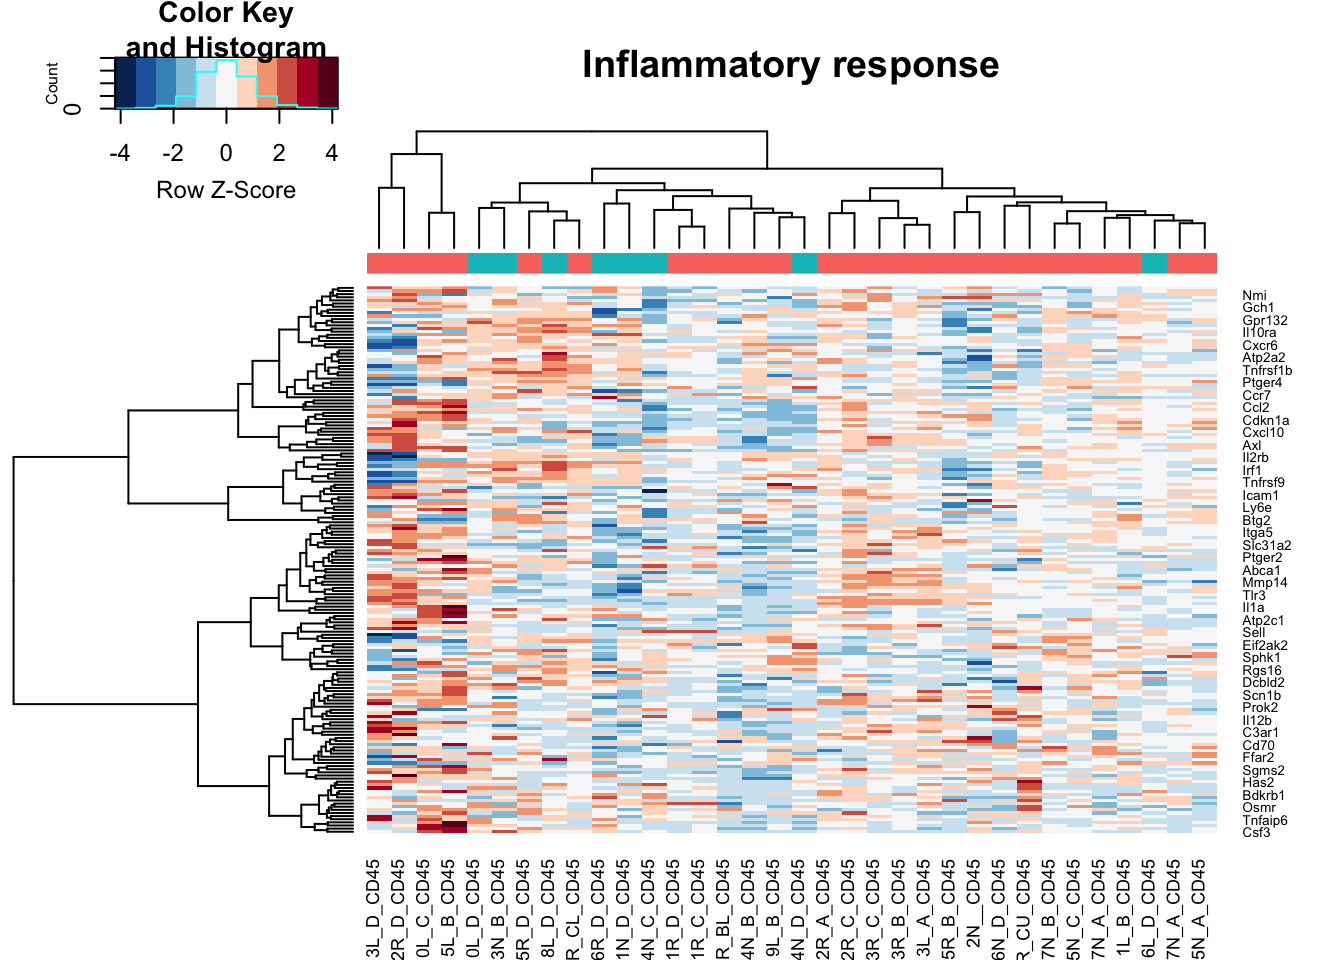 Color Key
and Histogram
Count
0
-4 -2 0 2 4
Row Z-Score
Inflammatory response
Nmi
Gch1
Gpr132
Il10ra
Cxcr6
Atp2a2
Tnfrsf1b
Ptger4
Ccr7
Ccl2
Cdkn1a
Cxcl10
Axl
Il2rb
Irf1
Tnfrsf9
Icam1
Ly6e
Btg2
Itga5
Slc31a2
Ptger2
Abca1
Mmp14
Tlr3
Il1a
Atp2c1
Sell
Eif2ak2
Sphk1
Rgs16
Dcbld2
Scn1b
Prok2
Il12b
C3ar1
Cd70
Ffar2
Sgms2
Has2
Bdkrb1
Osmr
Tnfaip6
Csf3
3L_D_CD45
2R_D_CD45
0L_C_CD45
5L_B_CD45
0L_D_CD45
3N_B_CD45
5R_D_CD45
8L_D_CD45
R_CL_CD45
6R_D_CD45
1N_D_CD45
4N_C_CD45
1R_D_CD45
1R_C_CD45
R_BL_CD45
4N_B_CD45
9L_B_CD45
4N_D_CD45
2R_A_CD45
2R_C_CD45
3R_C_CD45
3R_B_CD45
3L_A_CD45
5R_B_CD45
2N__CD45
6N_D_CD45
R_CU_CD45
7N_B_CD45
5N_C_CD45
7N_A_CD45
1L_B_CD45
6L_D_CD45
7N_A_CD45
5N_A_CD45